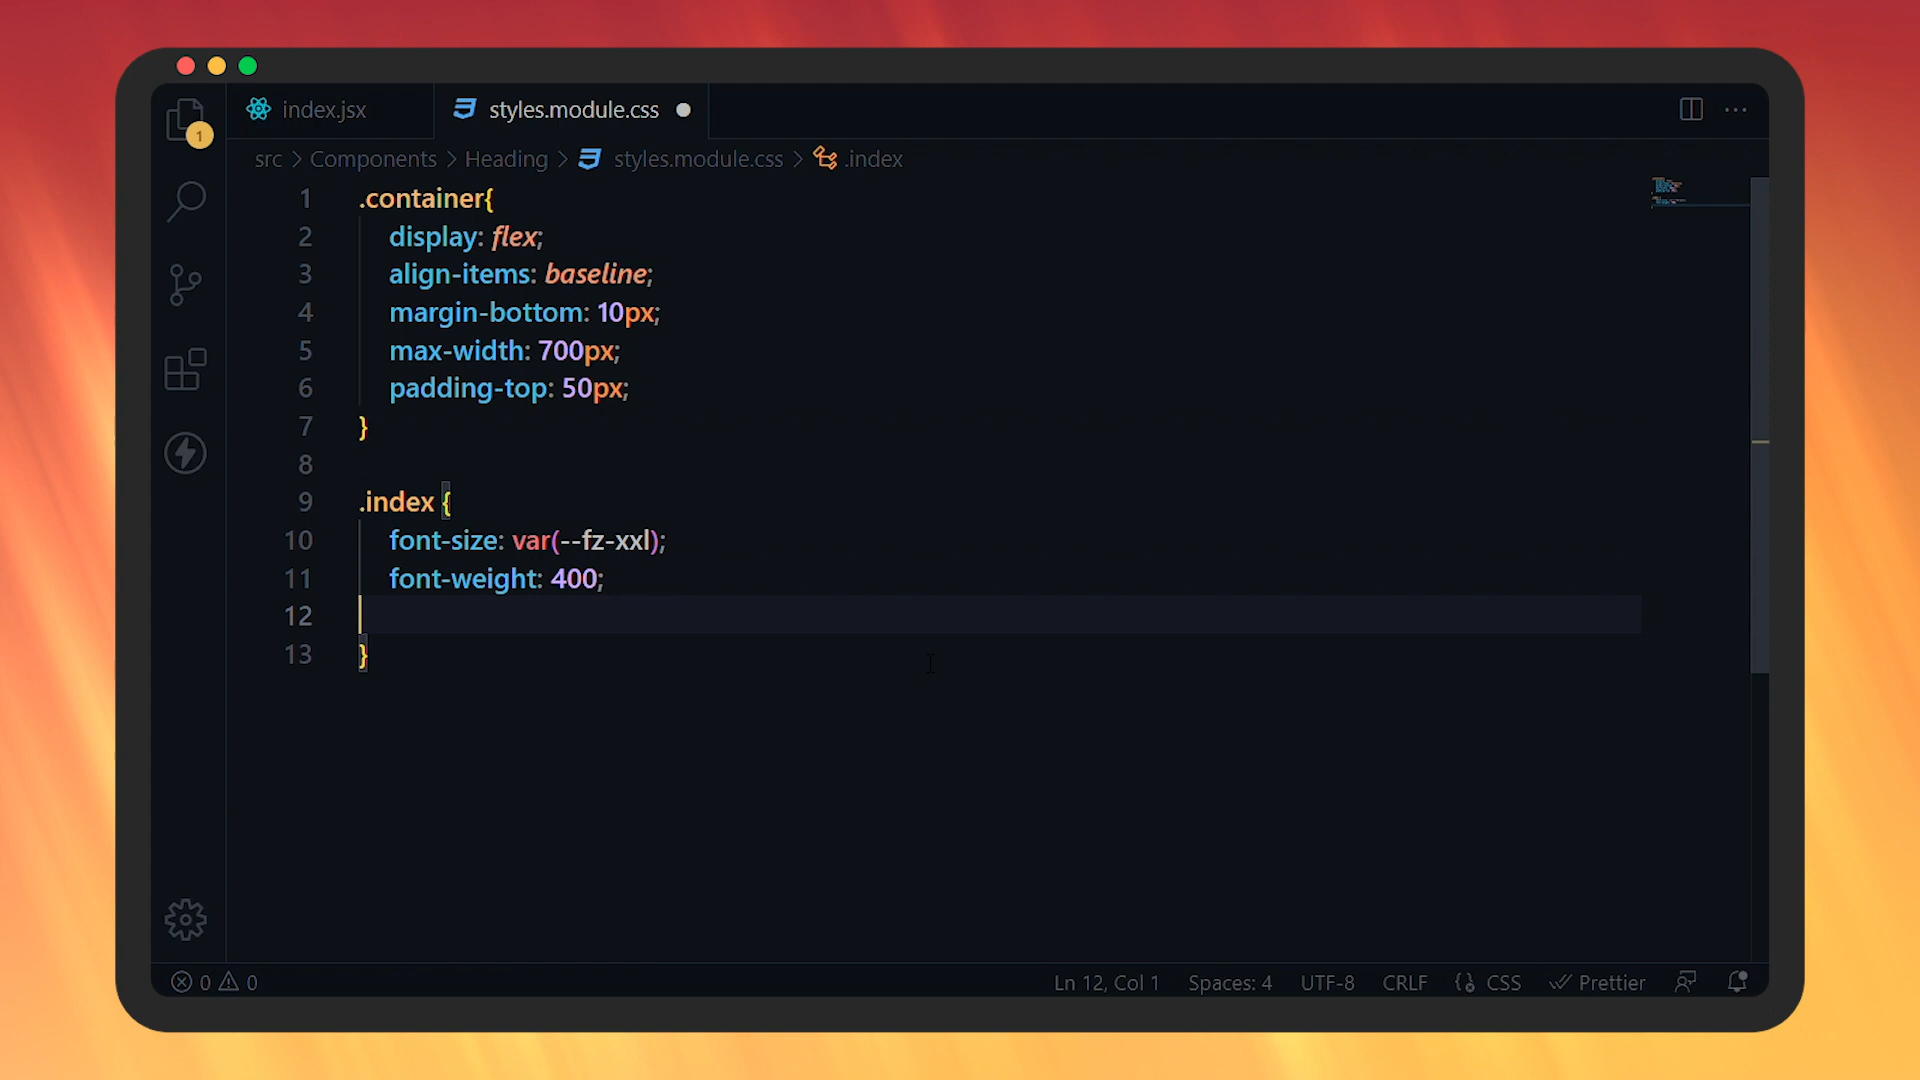 index.jsx
styles.module.css
src > Components > Heading > styles.module.css > .index
1 .container{
2 display: flex;
3 align-items: baseline;
4 margin-bottom: 10px;
5 max-width: 700px;
6 padding-top: 50px;
7 }
8
9 .index {
10 font-size: var(--fz-xxl);
11 font-weight: 400;
12
13 }
1
0 0
Ln 12, Col 1 Spaces: 4 UTF-8 CRLF CSS Prettier